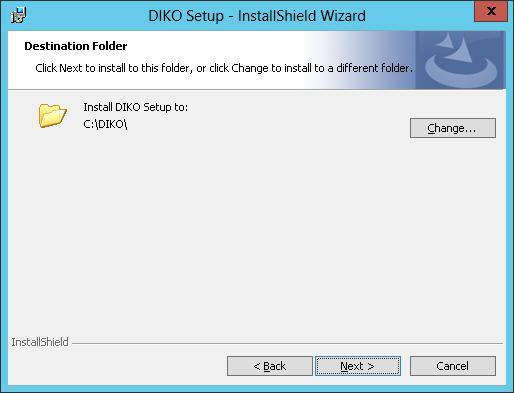 DIKO Setup - InstallShield Wizard
x
Destination Folder
Click Next to install to this folder, or click Change to install to a different folder.
Install DIKO Setup to:
C:\DIKO\
Change...
InstallShield
< Back
Next >
Cancel